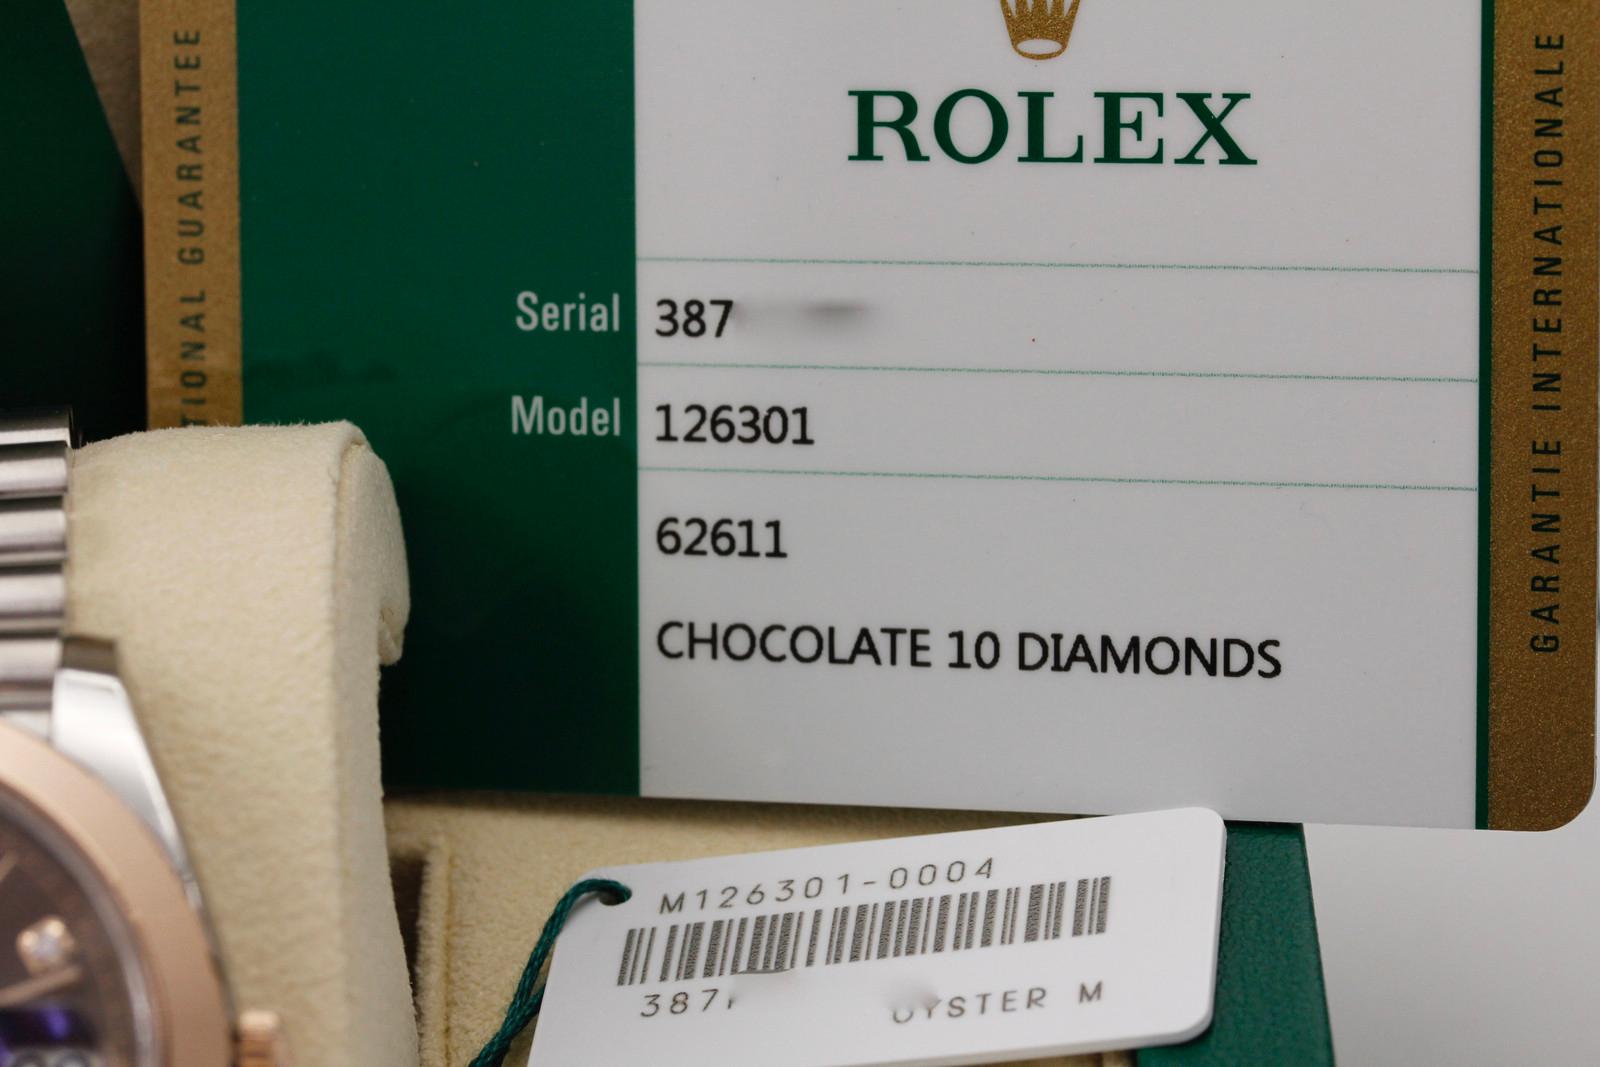 TIONAL GUARANTEE
ROLEX
Serial 387
Model 126301
62611
CHOCOLATE 10 DIAMONDS
GARANTIE INTERNATIONALE
M126301-0004
387
OYSTER M